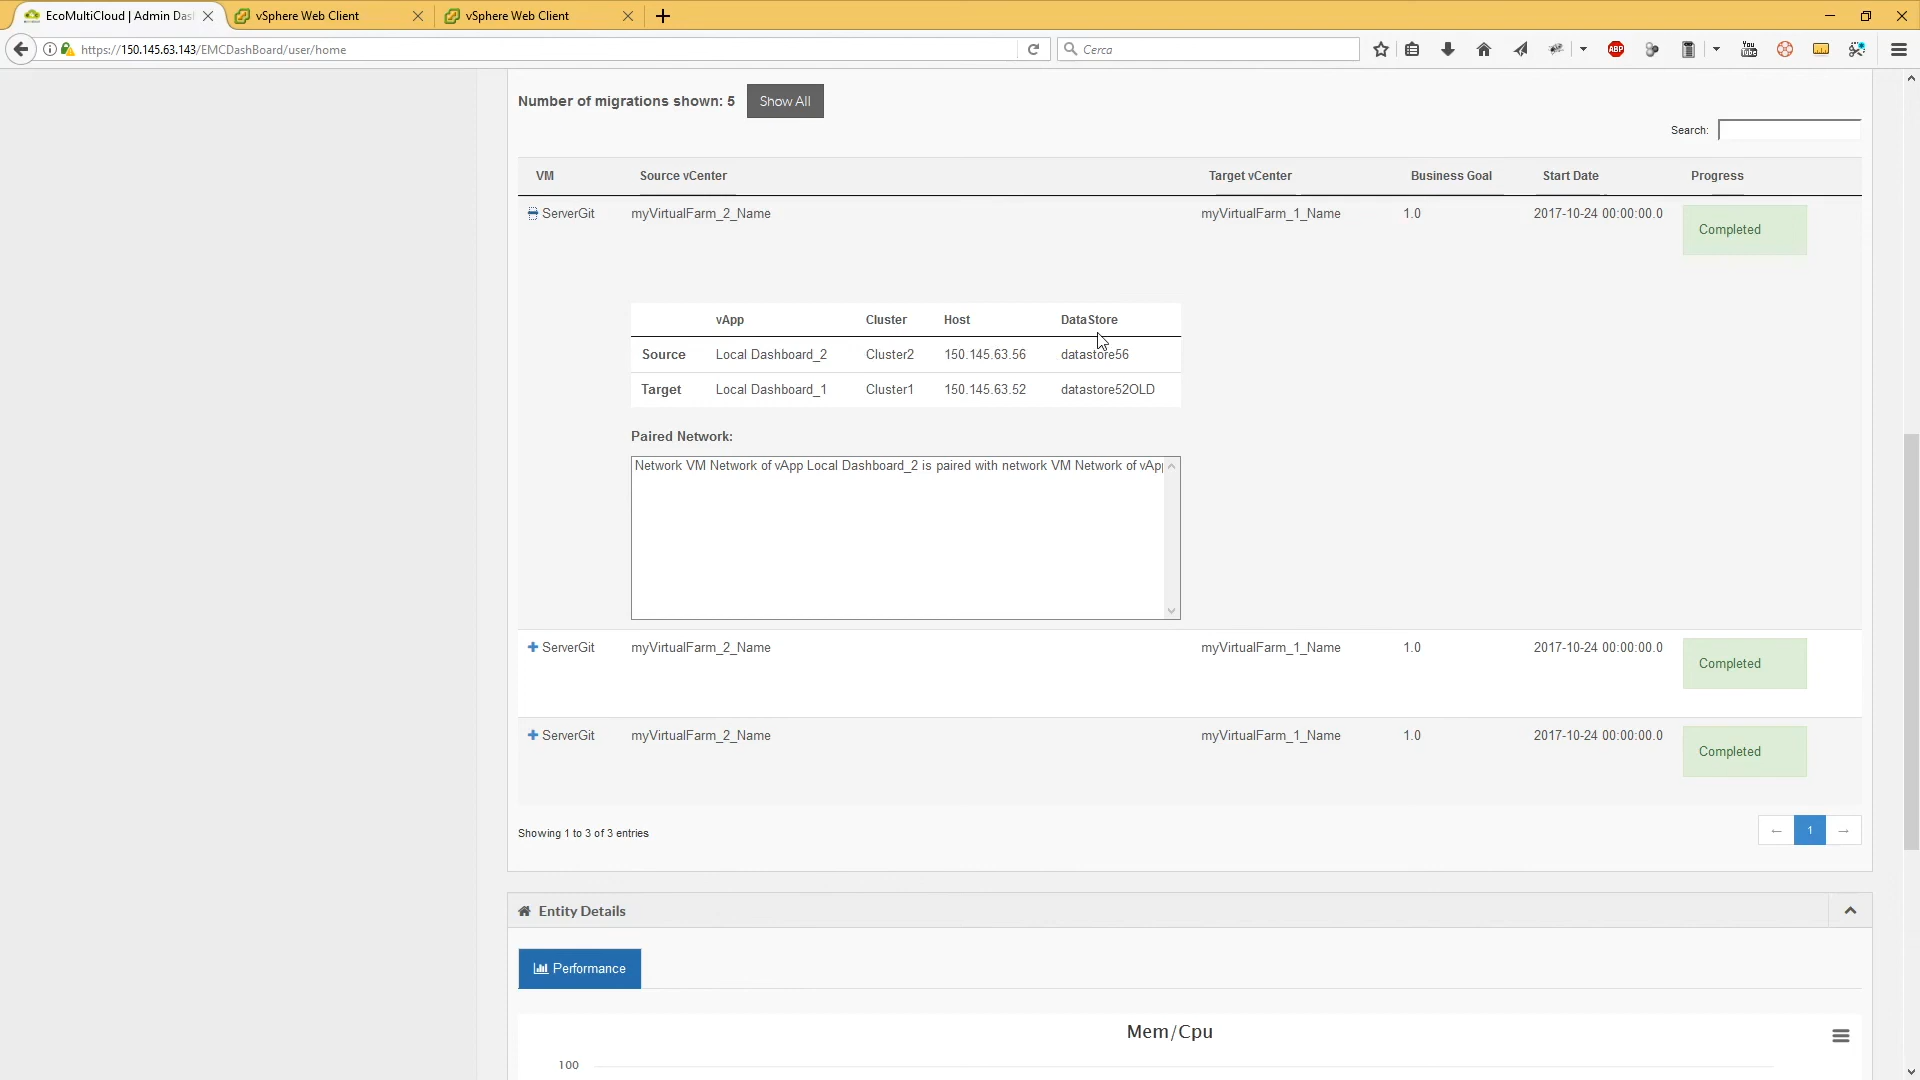 EcoMultiCloud | Admin Das
vSphere Web Client
vSphere Web Client
https://150.145.63.143/EMCDashBoard/user/home
Cerca
ABP
You
Number of migrations shown: 5
Show All
Search:
VM Source vCenter Target vCenter Business Goal Start Date Progress
ServerGit myVirtualFarm_2_Name myVirtualFarm_1_Name 1.0 2017-10-24 00:00:00.0 Completed
vApp Cluster Host DataStore
Source Local Dashboard_2 Cluster2 150.145.63.56 datastore56
Target Local Dashboard_1 Cluster1 150.145.63.52 datastore52OLD
Paired Network:
Network VM Network of vApp Local Dashboard_2 is paired with network VM Network of vApp
ServerGit myVirtualFarm_2_Name myVirtualFarm_1_Name 1.0 2017-10-24 00:00:00.0 Completed
ServerGit myVirtualFarm_2_Name myVirtualFarm_1_Name 1.0 2017-10-24 00:00:00.0 Completed
Showing 1 to 3 of 3 entries
← 1 →
Entity Details
Performance
Mem/Cpu
100